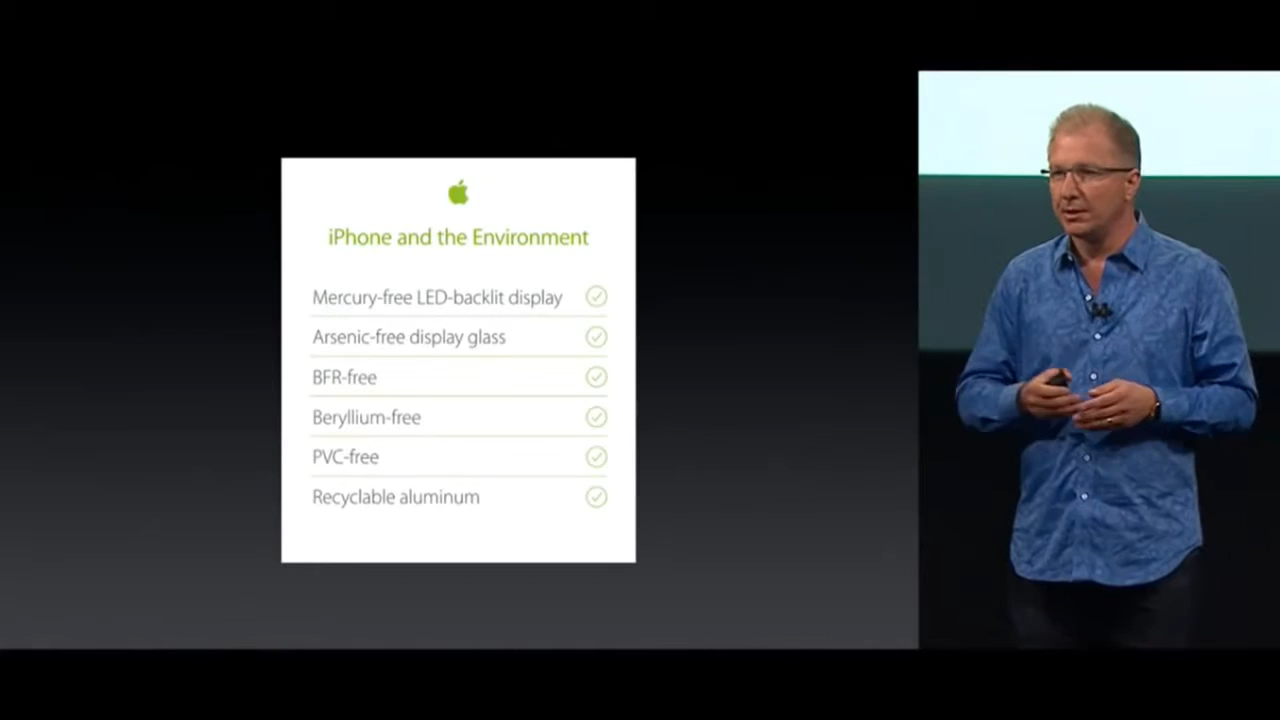 iPhone and the Environment
Mercury-free LED-backlit display
Arsenic-free display glass
BFR-free
Beryllium-free
PVC-free
Recyclable aluminum